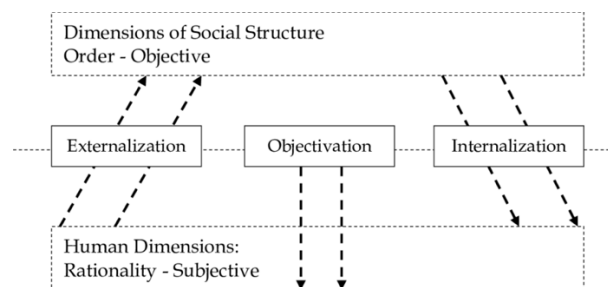 Dimensions of Social Structure
Order - Objective
Externalization
Objectivation
Internalization
Human Dimensions:
Rationality - Subjective